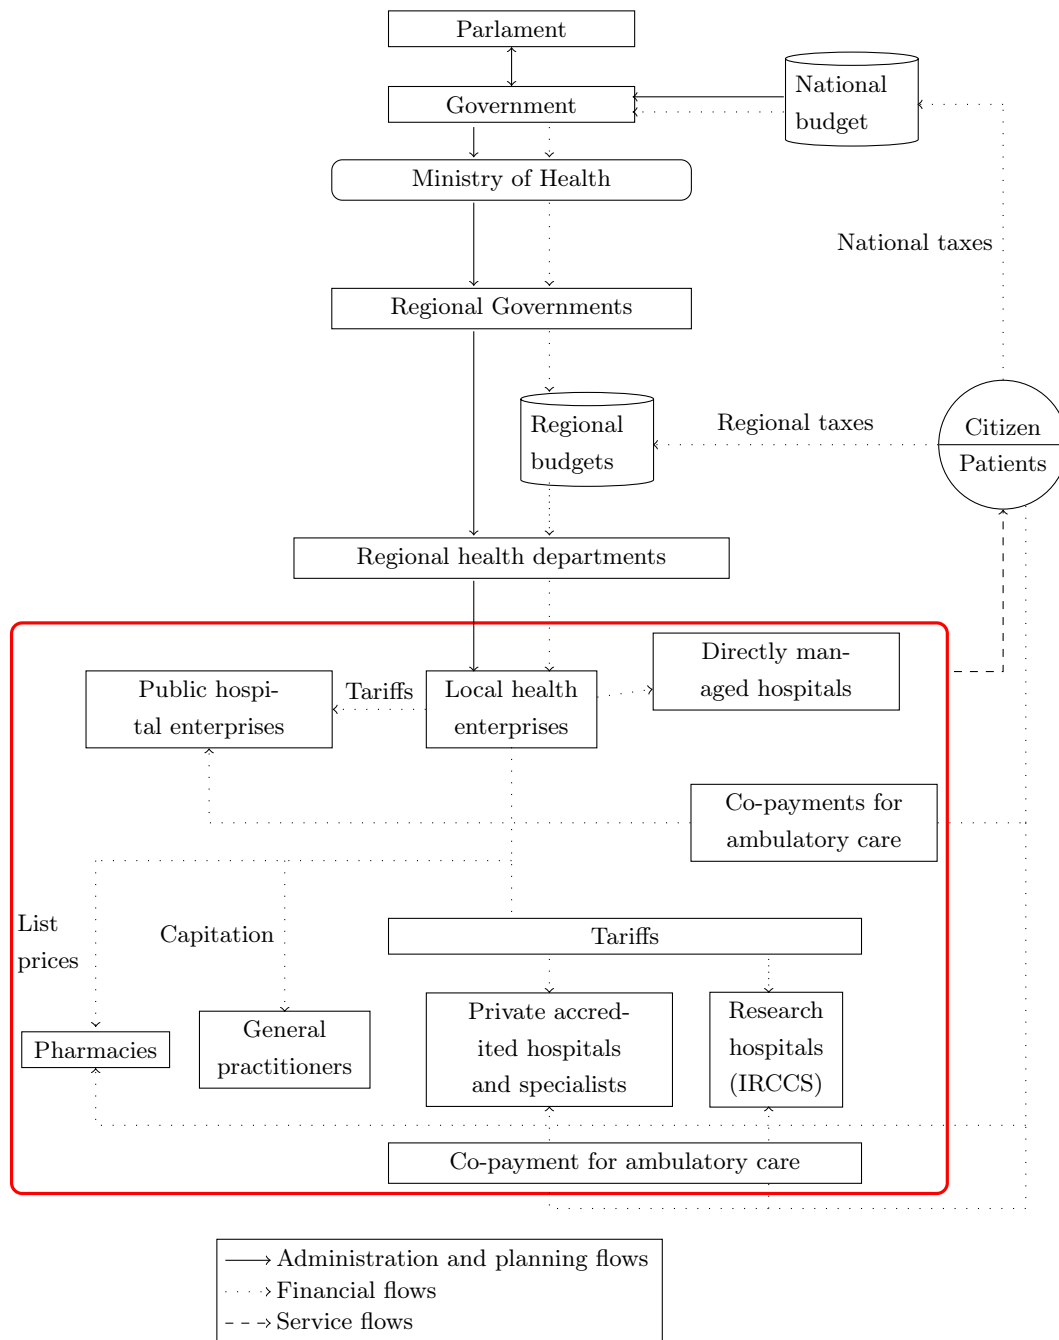 Parlament
Government
National
budget
Ministry of Health
National taxes
Regional Governments
Regional
budgets
Regional taxes
Citizen
Patients
Regional health departments
Directly man-
aged hospitals
Public hospi-
tal enterprises
Tariffs
Local health
enterprises
Co-payments for
ambulatory care
List
prices
Capitation
Tariffs
Pharmacies
General
practitioners
Private accred-
ited hospitals
and specialists
Research
hospitals
(IRCCS)
Co-payment for ambulatory care
Administration and planning flows
Financial flows
Service flows